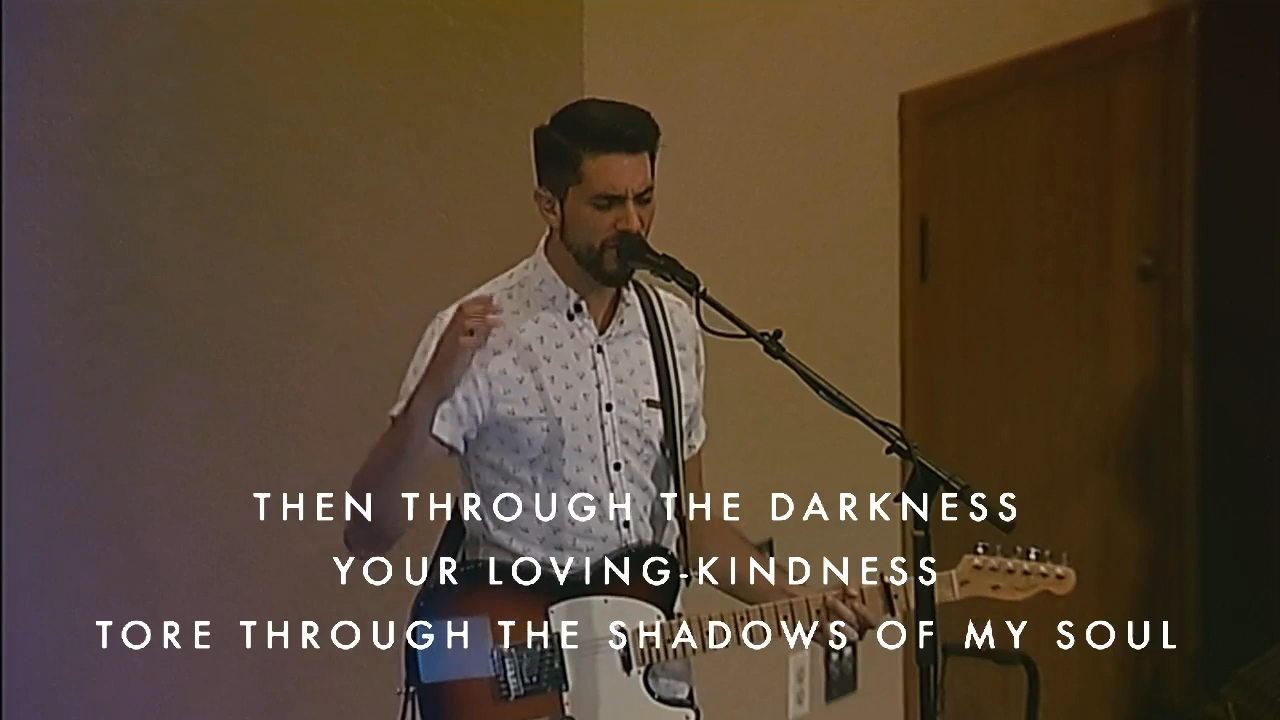 THEN THROUGH THE DARKNESS
YOUR LOVING-KINDNESS
TORE THROUGH THE SHADOWS OF MY SOUL